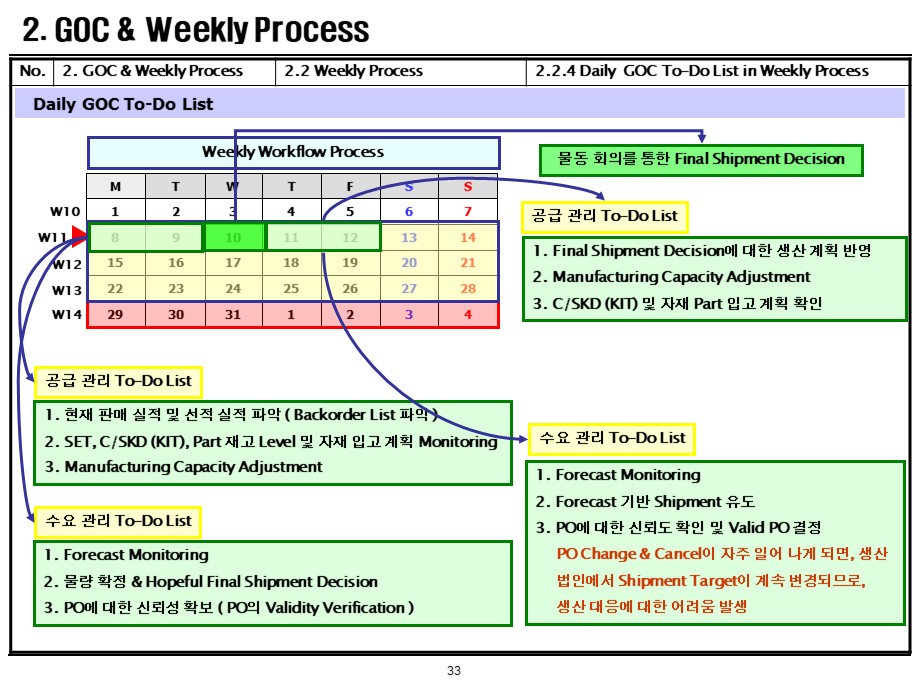 2. GOC & Weekly Process
No. 2. GOC & Weekly Process 2.2 Weekly Process 2.2.4 Daily GOC To-Do List in Weekly Process
Daily GOC To-Do List
Weekly Workflow Process
물동 회의를 통한 Final Shipment Decision
M T W T F S S
W10 1 2 3 4 5 6 7
W11 8 9 10 11 12 13 14
W12 15 16 17 18 19 20 21
W13 22 23 24 25 26 27 28
W14 29 30 31 1 2 3 4
공급 관리 To-Do List
1. Final Shipment Decision에 대한 생산 계획 반영
2. Manufacturing Capacity Adjustment
3. C/SKD (KIT) 및 자재 Part 입고 계획 확인
공급 관리 To-Do List
1. 현재 판매 실적 및 선적 실적 파악 ( Backorder List 파악 )
2. SET, C/SKD (KIT), Part 재고 Level 및 자재 입고 계획 Monitoring
3. Manufacturing Capacity Adjustment
수요 관리 To-Do List
1. Forecast Monitoring
2. 물량 확정 & Hopeful Final Shipment Decision
3. PO에 대한 신뢰성 확보 ( PO의 Validity Verification )
수요 관리 To-Do List
1. Forecast Monitoring
2. Forecast 기반 Shipment 유도
3. PO에 대한 신뢰도 확인 및 Valid PO 결정
PO Change & Cancel이 자주 일어 나게 되면, 생산
법인에서 Shipment Target이 계속 변경되므로,
생산 대응에 대한 어려움 발생
33